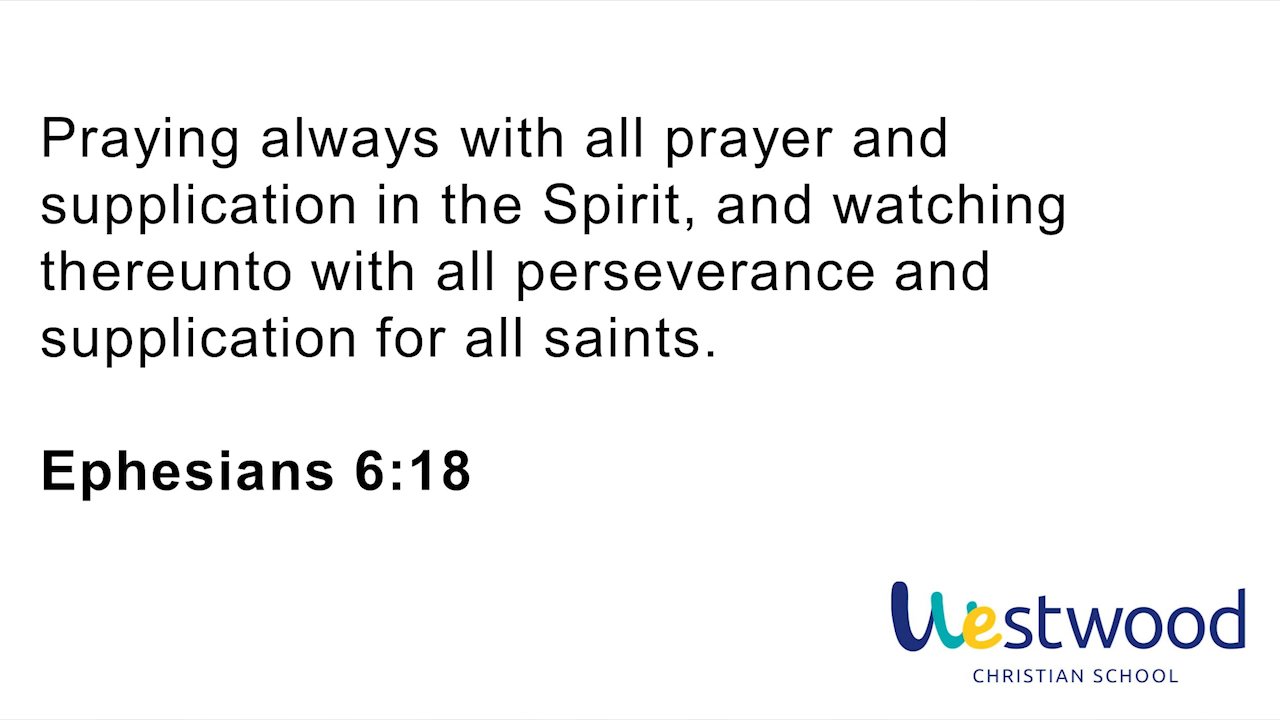 Praying always with all prayer and
supplication in the Spirit, and watching
thereunto with all perseverance and
supplication for all saints.
Ephesians 6:18
Westwood
CHRISTIAN SCHOOL